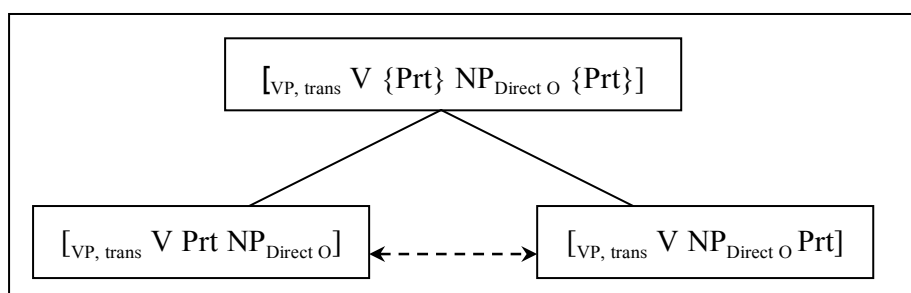 [VP, trans V {Prt} NPDirect O {Prt}]
[VP, trans V Prt NPDirect O]
[VP, trans V NPDirect O Prt]